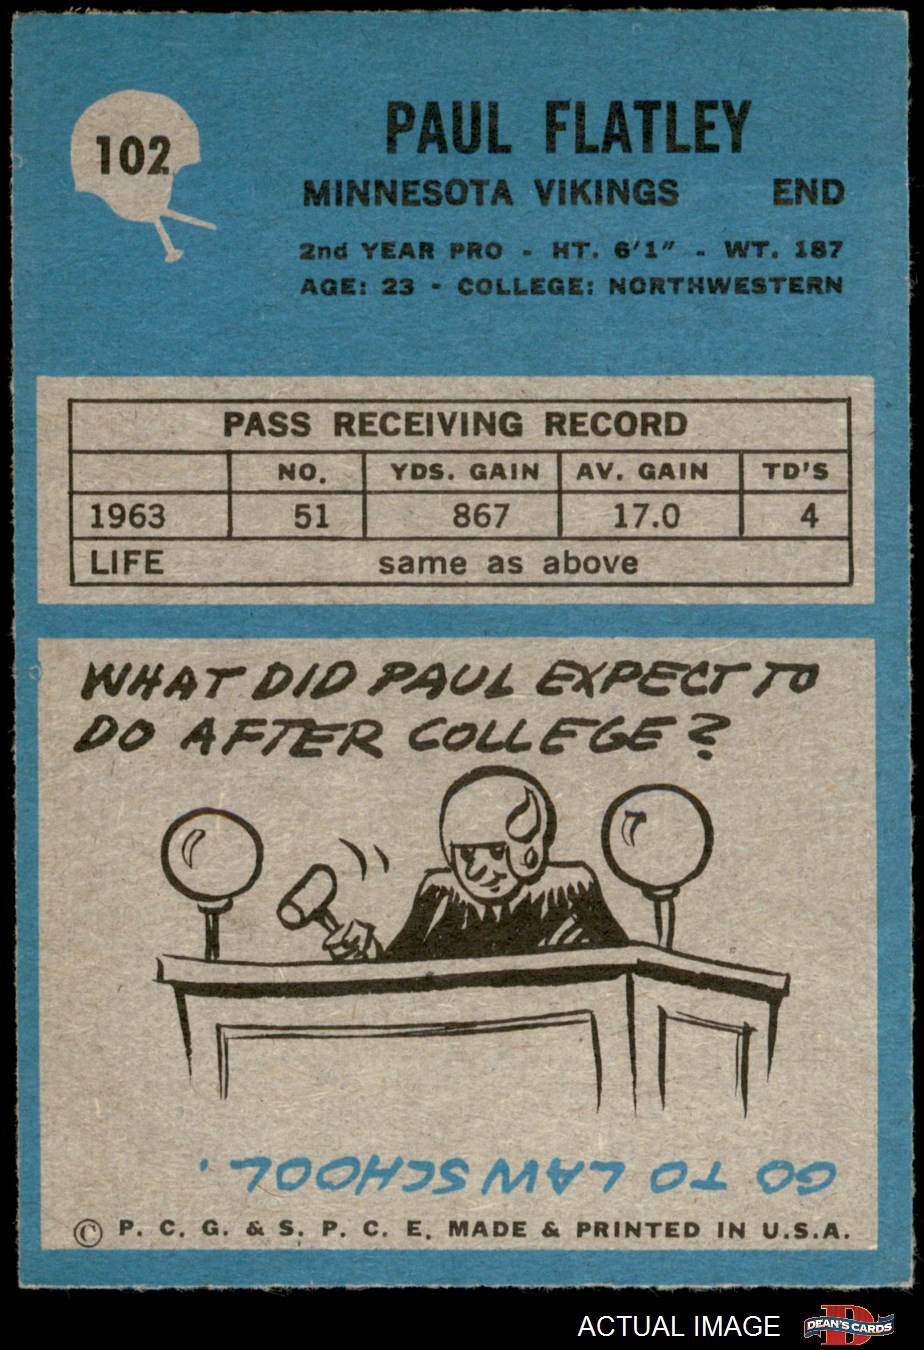 102
PAUL FLATLEY
MINNESOTA VIKINGS END
2nd YEAR PRO - HT. 6'1" - WT. 187
AGE: 23 - COLLEGE: NORTHWESTERN
PASS RECEIVING RECORD
NO. YDS. GAIN AV. GAIN TD'S
1963 51 867 17.0 4
LIFE same as above
WHAT DID PAUL EXPECT TO
DO AFTER COLLEGE?
GO TO LAW SCHOOL.
© P. C. G. & S. P. C. E. MADE & PRINTED IN U.S.A.
ACTUAL IMAGE
D
DEAN'S CARDS